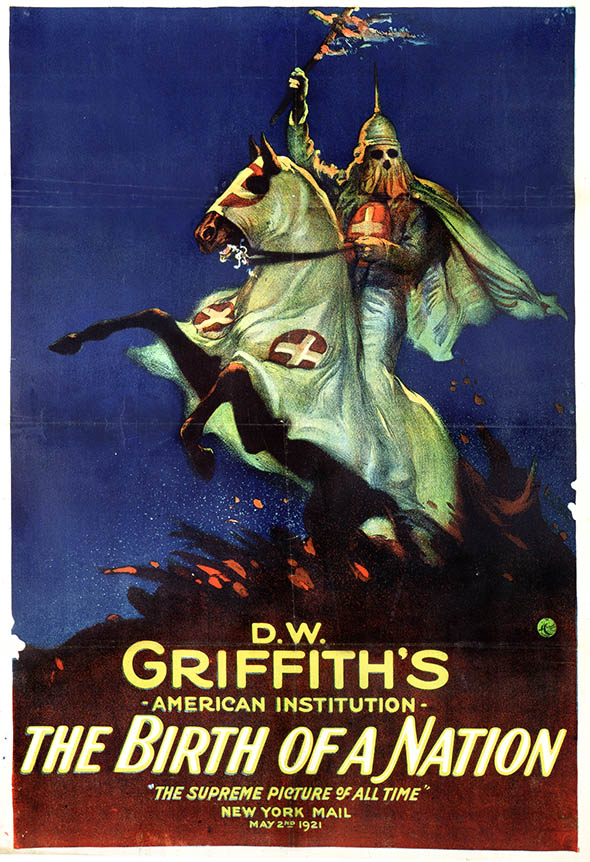 D.W.
GRIFFITH'S
- AMERICAN INSTITUTION -
THE BIRTH OF A NATION
"THE SUPREME PICTURE OF ALL TIME"
NEW YORK MAIL
MAY 2ND 1921